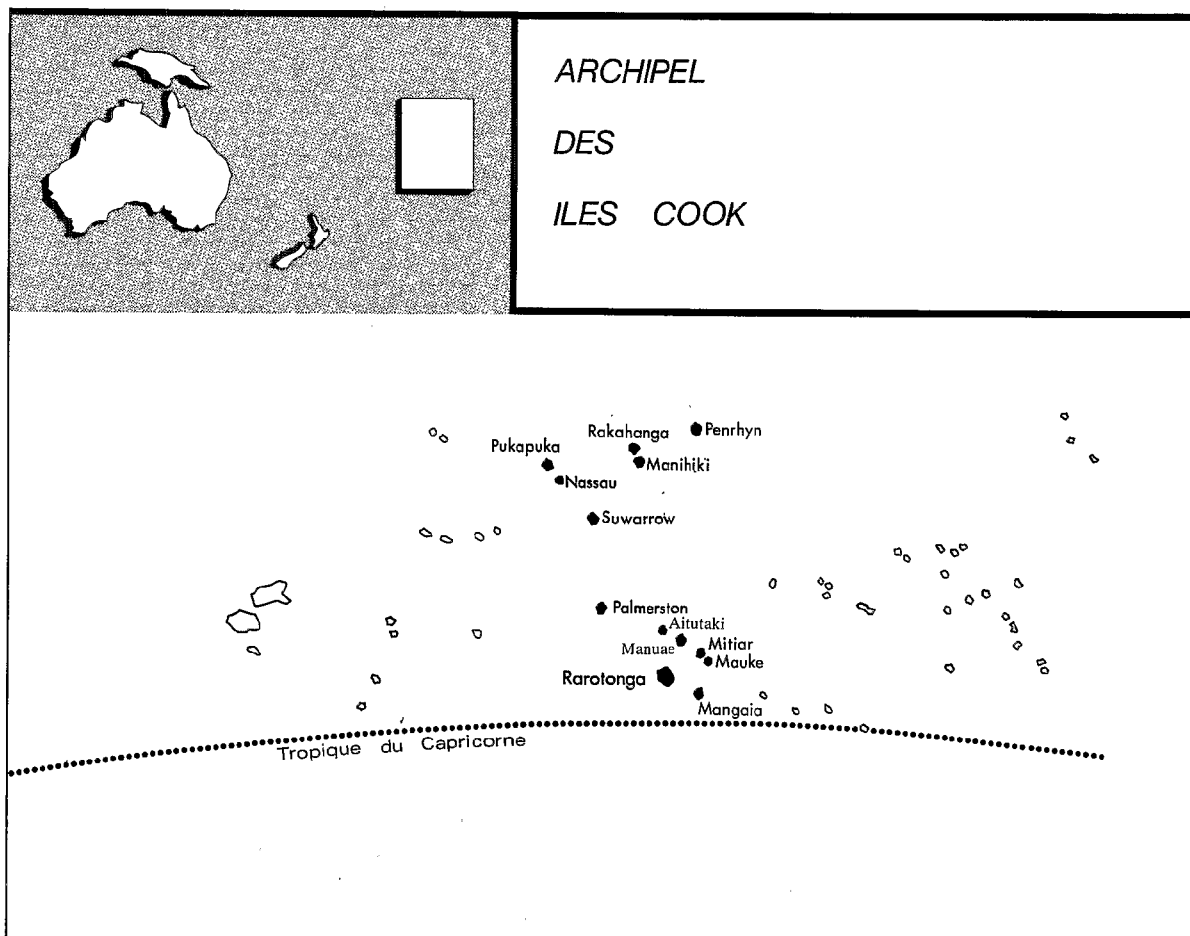 ARCHIPEL
DES
ILES COOK
Rakahanga
Penrhyn
Pukapuka
Manihiki
Nassau
Suwarrow
Palmerston
Aitutaki
Manuae
Mitiar
Mauke
Rarotonga
Mangaia
Tropique du Capricorne